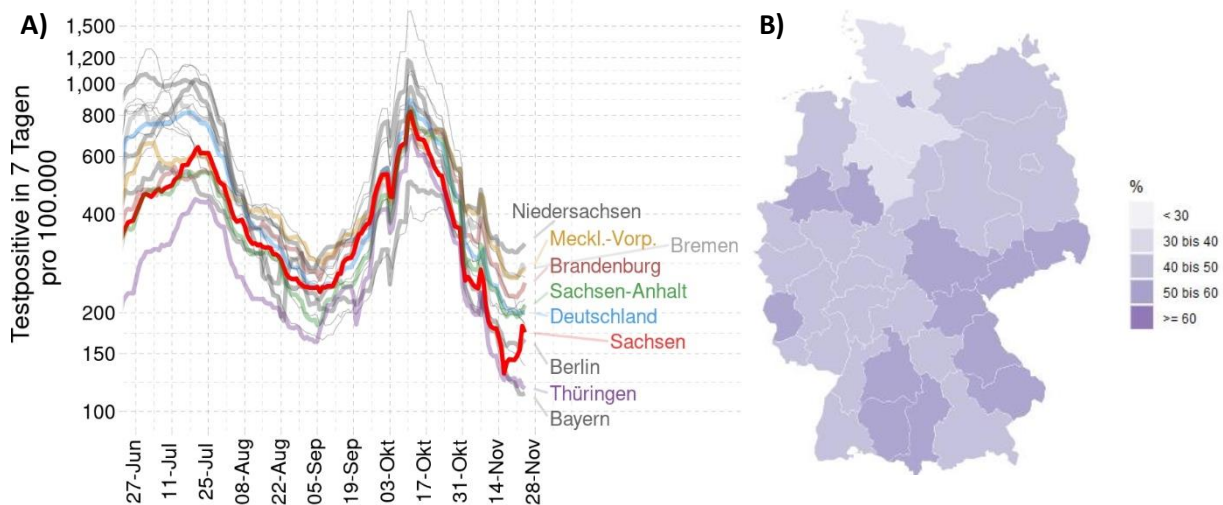 A)
Testpositive in 7 Tagen
pro 100.000
1,500
1,200
1,000
800
600
400
200
150
100
Niedersachsen
Meckl.-Vorp.
Bremen
Brandenburg
Sachsen-Anhalt
Deutschland
Sachsen
Berlin
Thüringen
Bayern
27-Jun
11-Jul
25-Jul
08-Aug
22-Aug
05-Sep
19-Sep
03-Okt
17-Okt
31-Okt
14-Nov
28-Nov
B)
%
< 30
30 bis 40
40 bis 50
50 bis 60
>= 60